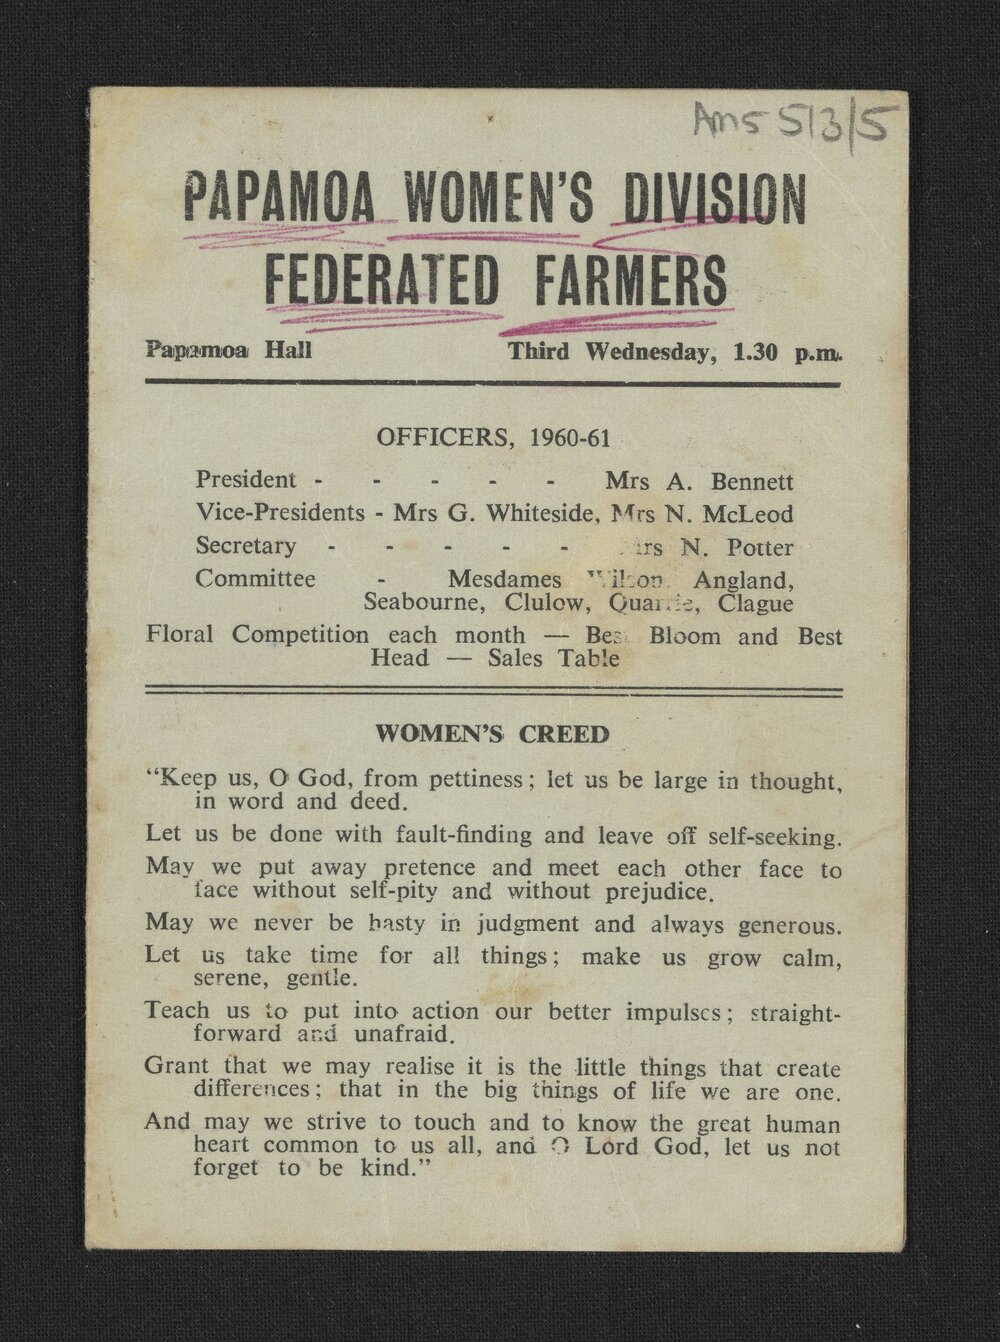 Ams 513/5
PAPAMOA WOMEN'S DIVISION
FEDERATED FARMERS
Papamoa Hall Third Wednesday, 1.30 p.m.
OFFICERS, 1960-61
President - - - - - Mrs A. Bennett
Vice-Presidents - Mrs G. Whiteside, Mrs N. McLeod
Secretary - - - - - Mrs N. Potter
Committee - Mesdames Wilson, Angland,
Seabourne, Clulow, Clague
Floral Competition each month — Best Bloom and Best
Head — Sales Table
WOMEN'S CREED
“Keep us, O God, from pettiness; let us be large in thought,
in word and deed.
Let us be done with fault-finding and leave off self-seeking.
May we put away pretence and meet each other face to
face without self-pity and without prejudice.
May we never be hasty in judgment and always generous.
Let us take time for all things; make us grow calm,
serene, gentle.
Teach us to put into action our better impulses; straight-
forward and unafraid.
Grant that we may realise it is the little things that create
differences; that in the big things of life we are one.
And may we strive to touch and to know the great human
heart common to us all, and O Lord God, let us not
forget to be kind.”